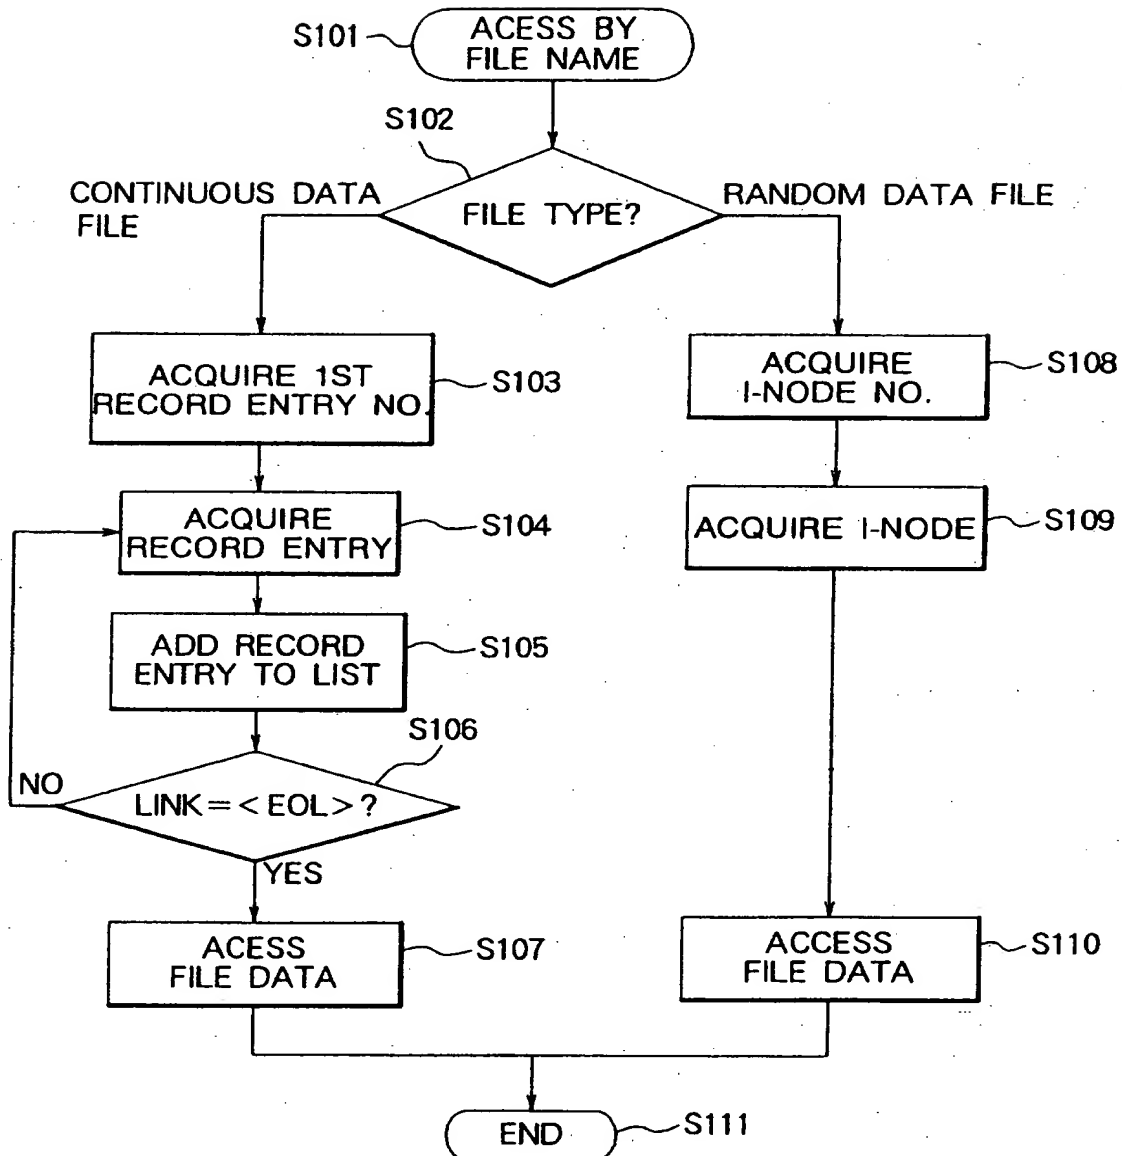 S101
ACESS BY
FILE NAME
S102
CONTINUOUS DATA
FILE
FILE TYPE?
RANDOM DATA FILE
ACQUIRE 1ST
RECORD ENTRY NO.
S103
ACQUIRE
I-NODE NO.
S108
ACQUIRE
RECORD ENTRY
S104
ACQUIRE I-NODE
S109
ADD RECORD
ENTRY TO LIST
S105
S106
NO
LINK=<EOL>?
YES
ACESS
FILE DATA
S107
ACCESS
FILE DATA
S110
END
S111